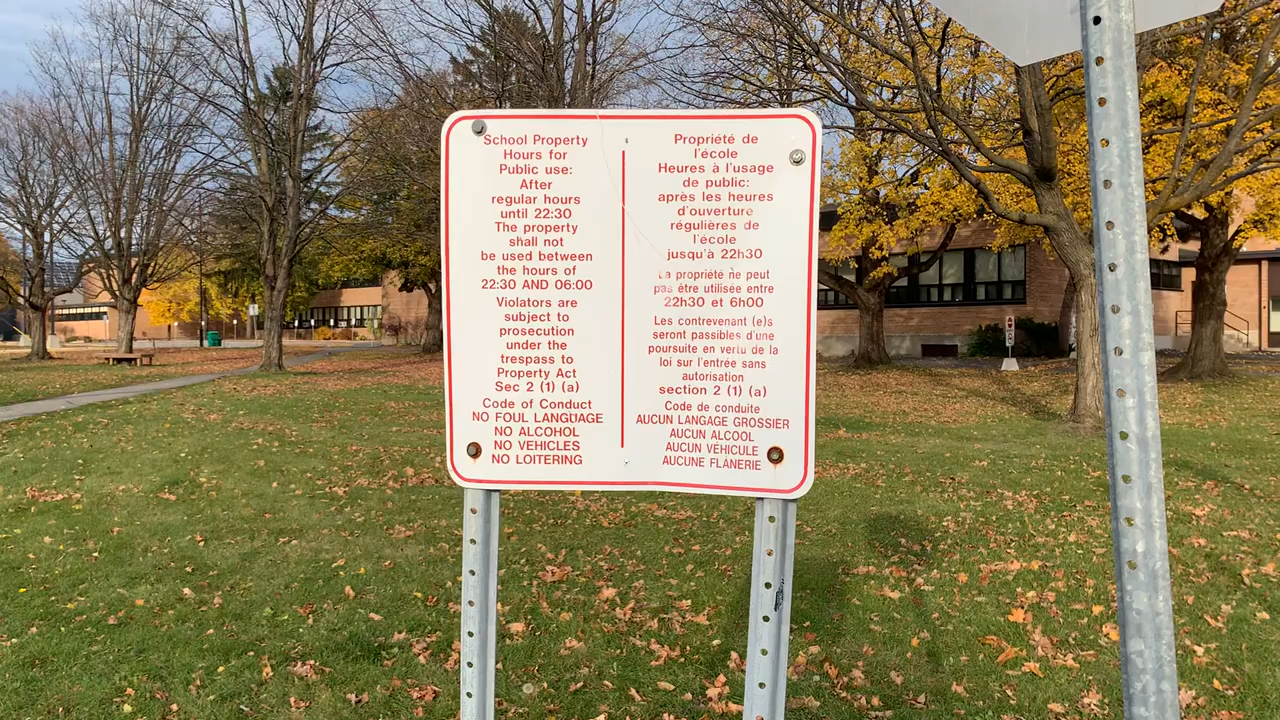 School Property
Hours for
Public use:
After
regular hours
until 22:30
The property
shall not
be used between
the hours of
22:30 AND 06:00
Violators are
subject to
prosecution
under the
trespass to
Property Act
Sec 2 (1) (a)
Code of Conduct
NO FOUL LANGUAGE
NO ALCOHOL
NO VEHICLES
NO LOITERING
Propriété de
l'école
Heures à l'usage
de public:
après les heures
d'ouverture
régulières de
l'école
jusqu'à 22h30
La propriété ne peut
pas être utilisée entre
22h30 et 6h00
Les contrevenant (e)s
seront passibles d'une
poursuite en vertu de la
loi sur l'entrée sans
autorisation
section 2 (1) (a)
Code de conduite
AUCUN LANGAGE GROSSIER
AUCUN ALCOOL
AUCUN VÉHICULE
AUCUNE FLÂNERIE